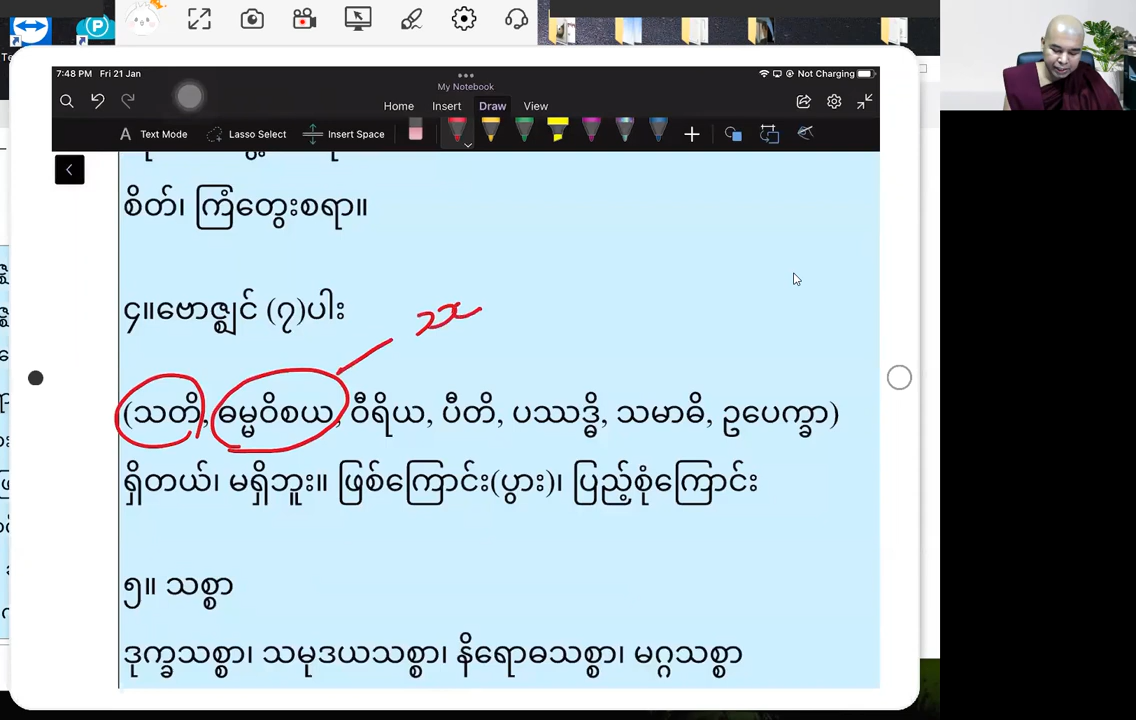 7:48 PM Fri 21 Jan
Not Charging
My Notebook
Home Insert Draw View
Text Mode Lasso Select Insert Space
စိတ်၊ ကြံတွေးစရာ။
၄။ဗောဇ္ဈင် (၇)ပါး
(သတိ, ဓမ္မဝိစယ, ဝီရိယ, ပီတိ, ပဿဒ္ဓိ, သမာဓိ, ဥပေက္ခာ)
ရှိတယ်၊ မရှိဘူး။ ဖြစ်ကြောင်း(ပွား)၊ ပြည့်စုံကြောင်း
၅။ သစ္စာ
ဒုက္ခသစ္စာ၊ သမုဒယသစ္စာ၊ နိရောဓသစ္စာ၊ မဂ္ဂသစ္စာ